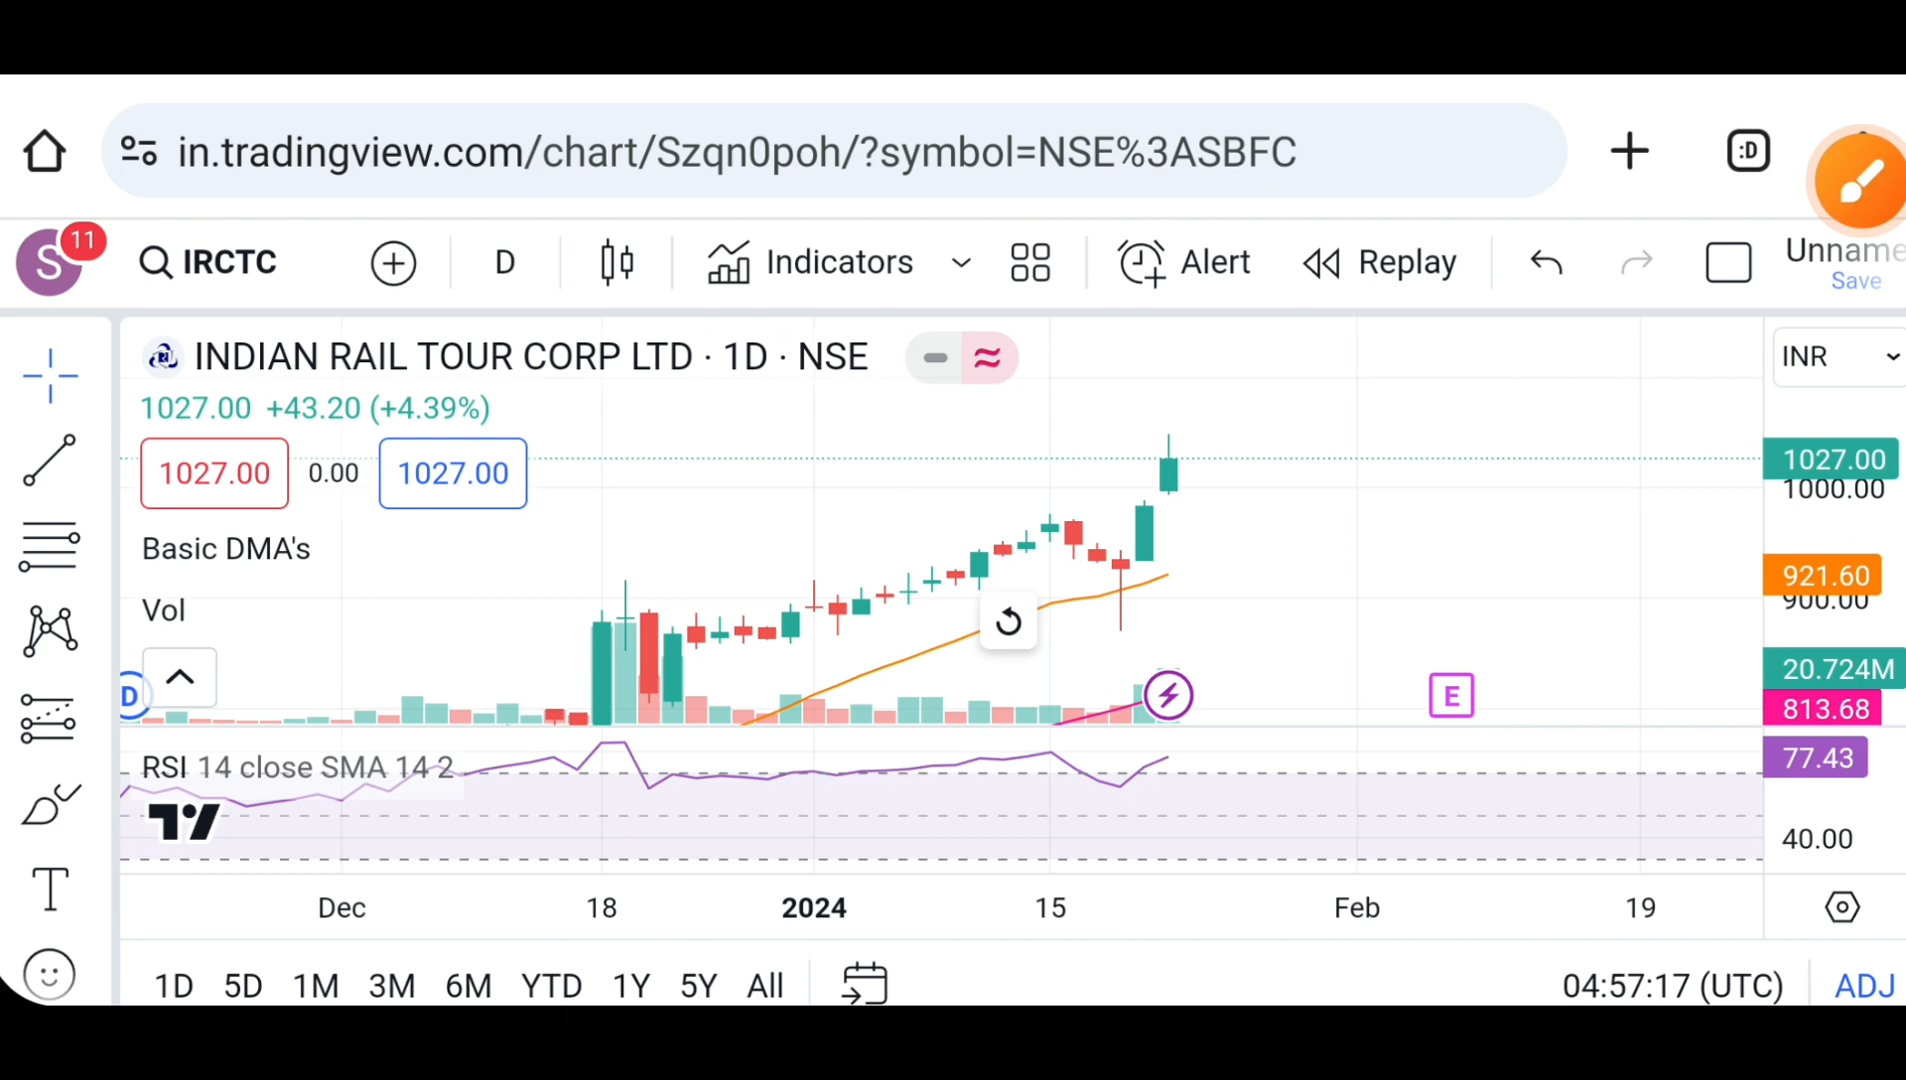 in.tradingview.com/chart/Szqn0poh/?symbol=NSE%3ASBFC
:D
S 11 IRCTC D Indicators Alert Replay Unname
Save
INDIAN RAIL TOUR CORP LTD · 1D · NSE INR
1027.00 +43.20 (+4.39%)
1027.00 0.00 1027.00
1027.00
1000.00
Basic DMA's
921.60
900.00
Vol
20.724M
D E
813.68
RSI 14 close SMA 14 2
77.43
40.00
Dec 18 2024 15 Feb 19
1D 5D 1M 3M 6M YTD 1Y 5Y All 04:57:17 (UTC) ADJ